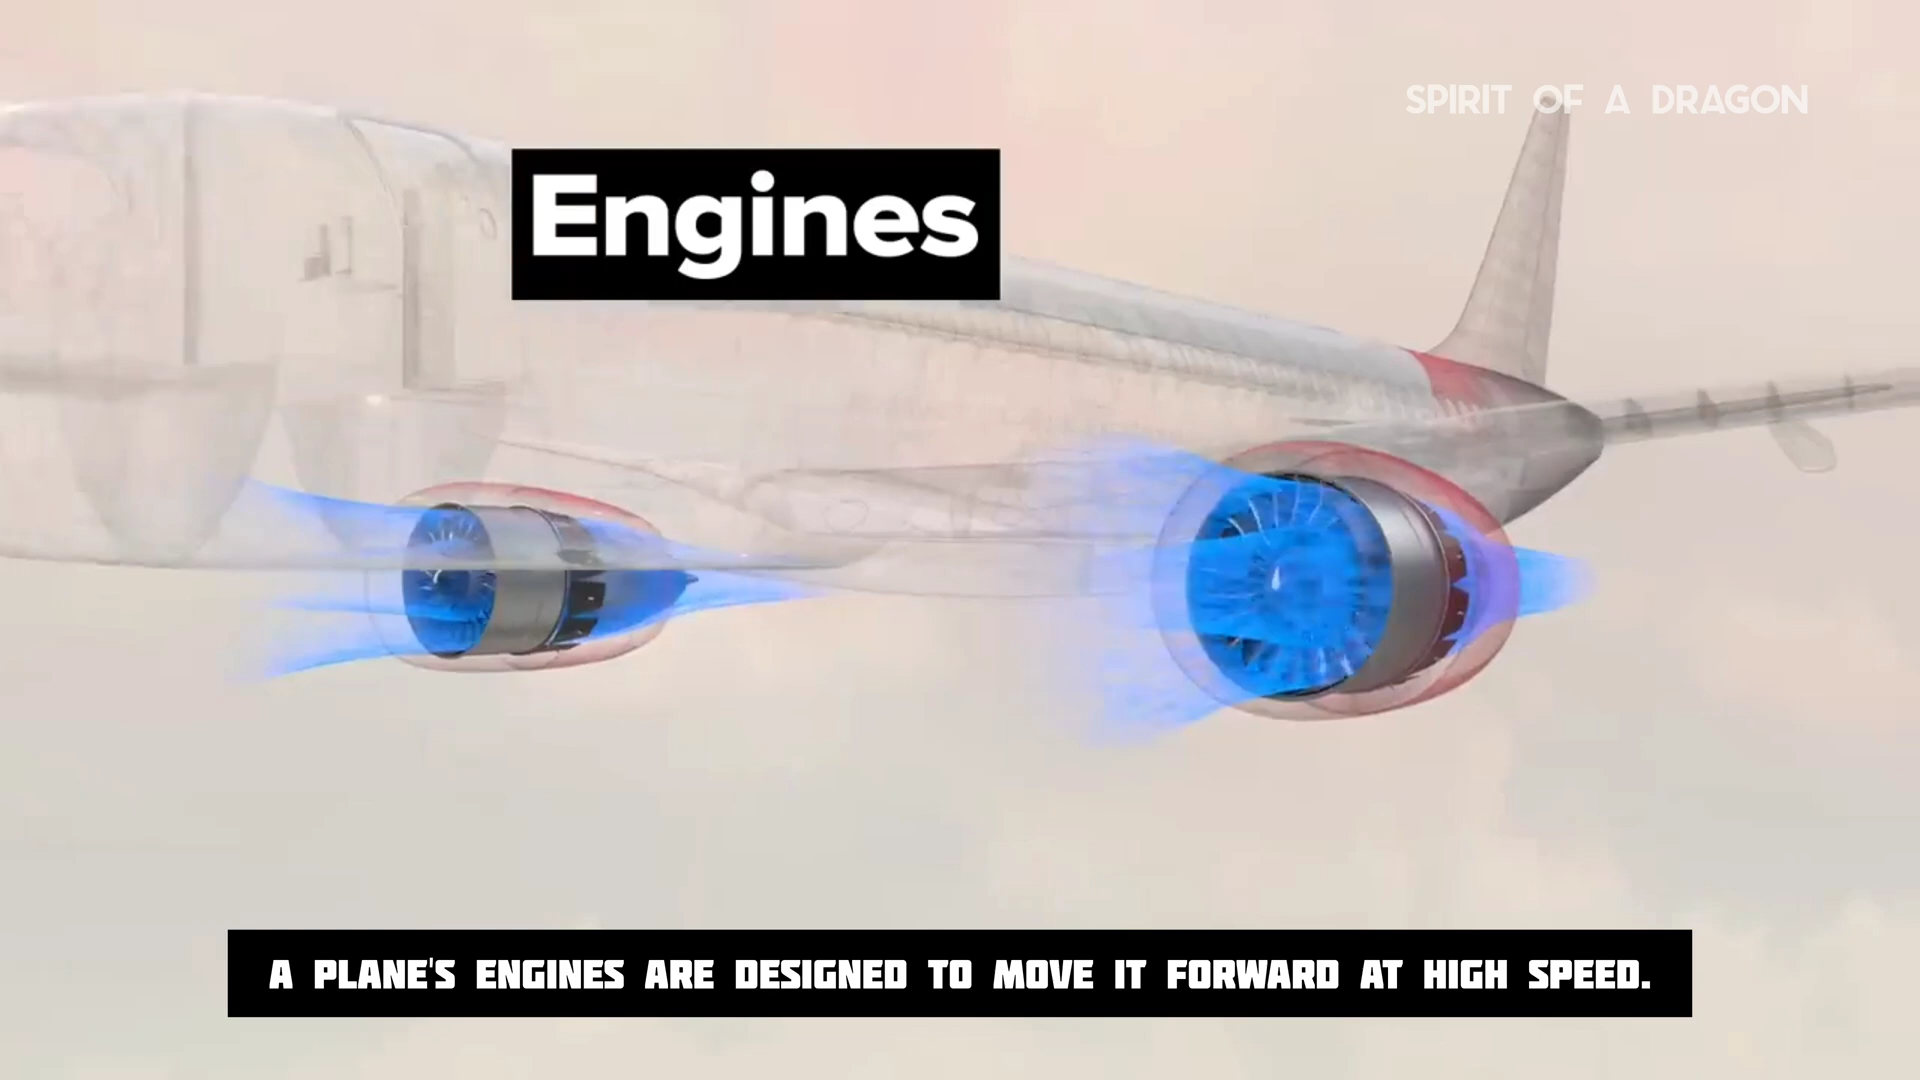 SPIRIT OF A DRAGON
Engines
A PLANE'S ENGINES ARE DESIGNED TO MOVE IT FORWARD AT HIGH SPEED.